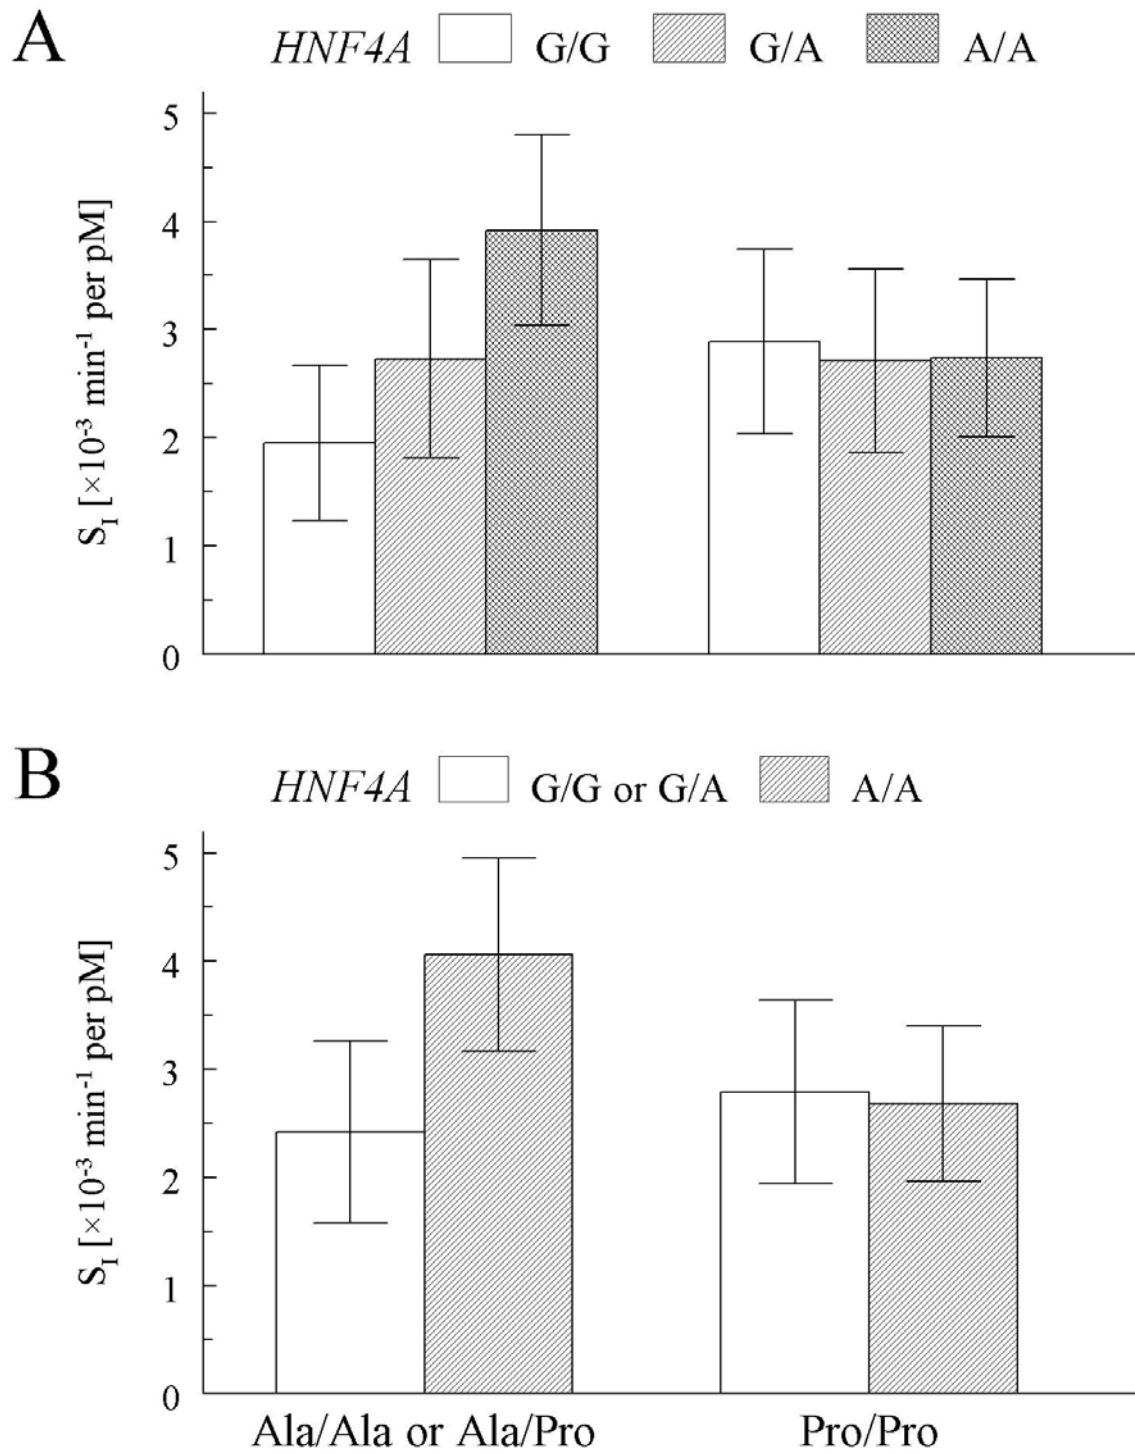 A
HNF4A G/G G/A A/A
5
4
3
2
1
0
S_I [×10⁻³ min⁻¹ per pM]
B
HNF4A G/G or G/A A/A
5
4
3
2
1
0
S_I [×10⁻³ min⁻¹ per pM]
Ala/Ala or Ala/Pro Pro/Pro